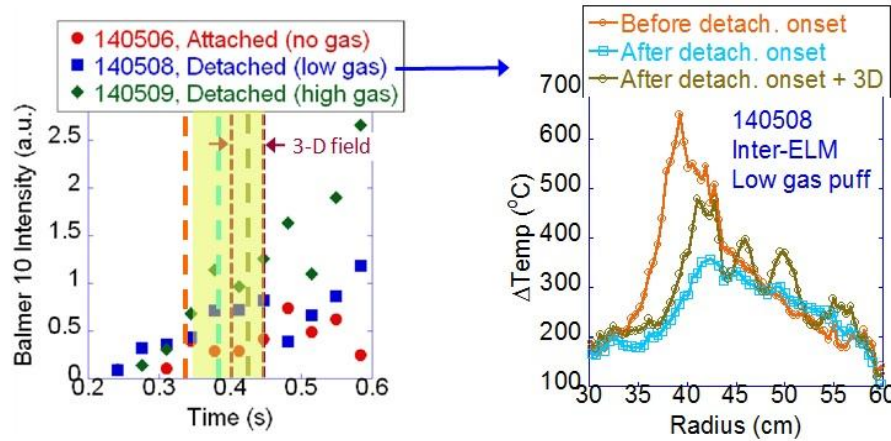 140506, Attached (no gas)
140508, Detached (low gas)
140509, Detached (high gas)
Balmer 10 Intensity (a.u.)
2.5
2
1.5
1
0.5
0
3-D field
0.2 0.3 0.4 0.5 0.6
Time (s)
Before detach. onset
After detach. onset
After detach. onset + 3D
ΔTemp (°C)
700
600
500
400
300
200
100
140508
Inter-ELM
Low gas puff
30 35 40 45 50 55 60
Radius (cm)